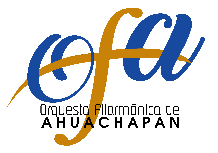 ofa
Orquesta Filarmónica de
AHUACHAPAN